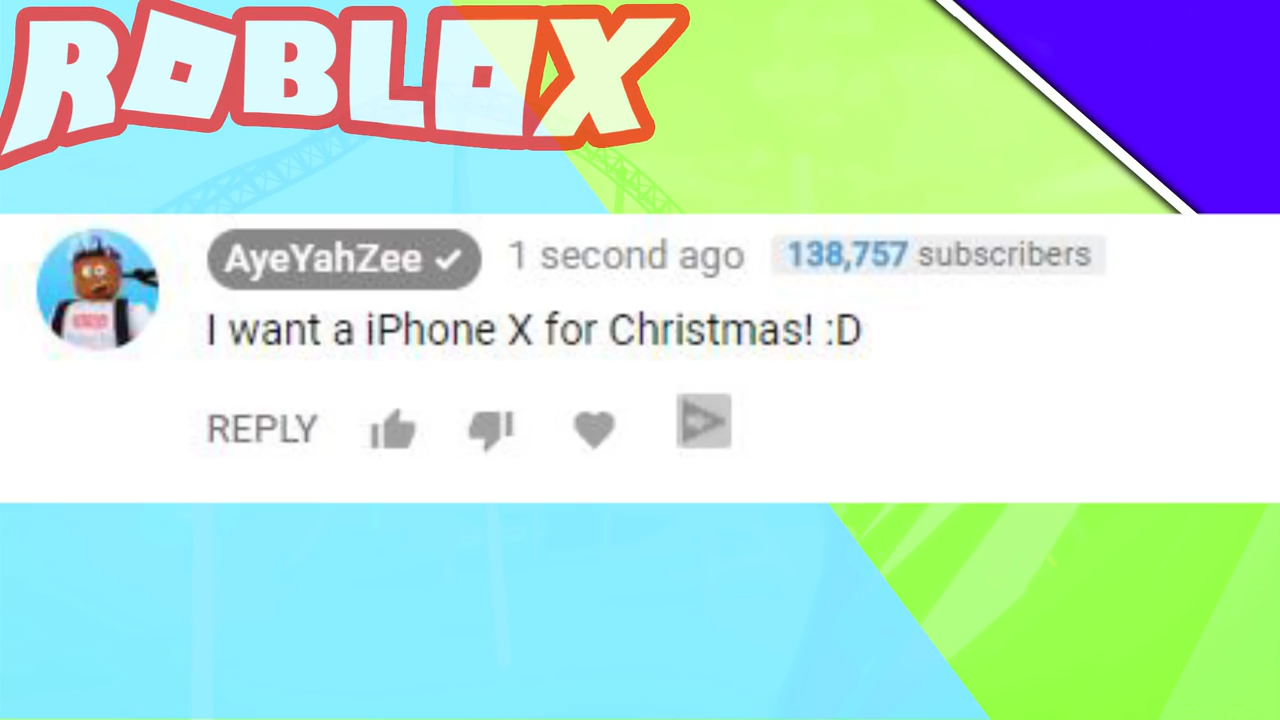 ROBLOX
AyeYahZee ✓ 1 second ago 138,757 subscribers
I want a iPhone X for Christmas! :D
REPLY